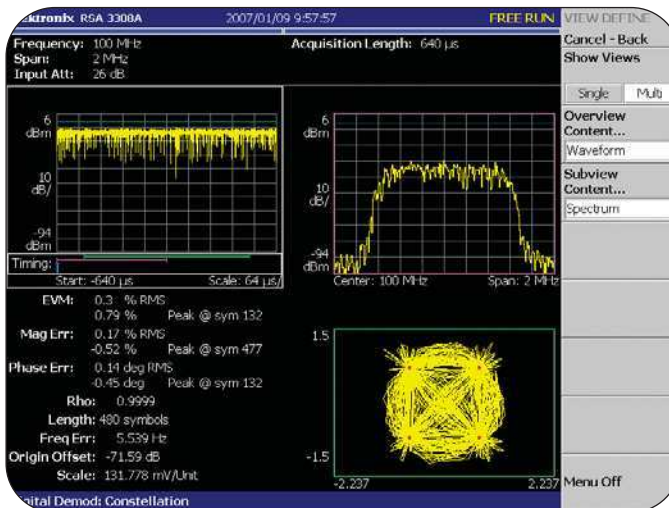 ektronix RSA 3308A 2007/01/09 9:57:57 FREE RUN VIEW DEFINE
Frequency: 100 MHz
Span: 2 MHz
Input Att: 26 dB
Acquisition Length: 640 µs
Cancel - Back
Show Views
Single Multi
Overview Content...
Waveform
Subview Content...
Spectrum
Menu Off
6
dBm
10
dB/
-94
dBm
Timing:
Start: -640 µs Scale: 64 µs/
6
dBm
10
dB/
-94
dBm
Center: 100 MHz Span: 2 MHz
EVM: 0.3 % RMS
0.79 % Peak @ sym 132
Mag Err: 0.17 % RMS
-0.52 % Peak @ sym 477
Phase Err: 0.14 deg RMS
-0.45 deg Peak @ sym 132
Rho: 0.9999
Length: 480 symbols
Freq Err: 5.539 Hz
Origin Offset: -71.59 dB
Scale: 131.778 mV/Unit
1.5
-1.5
-2.237 2.237
igital Demod: Constellation